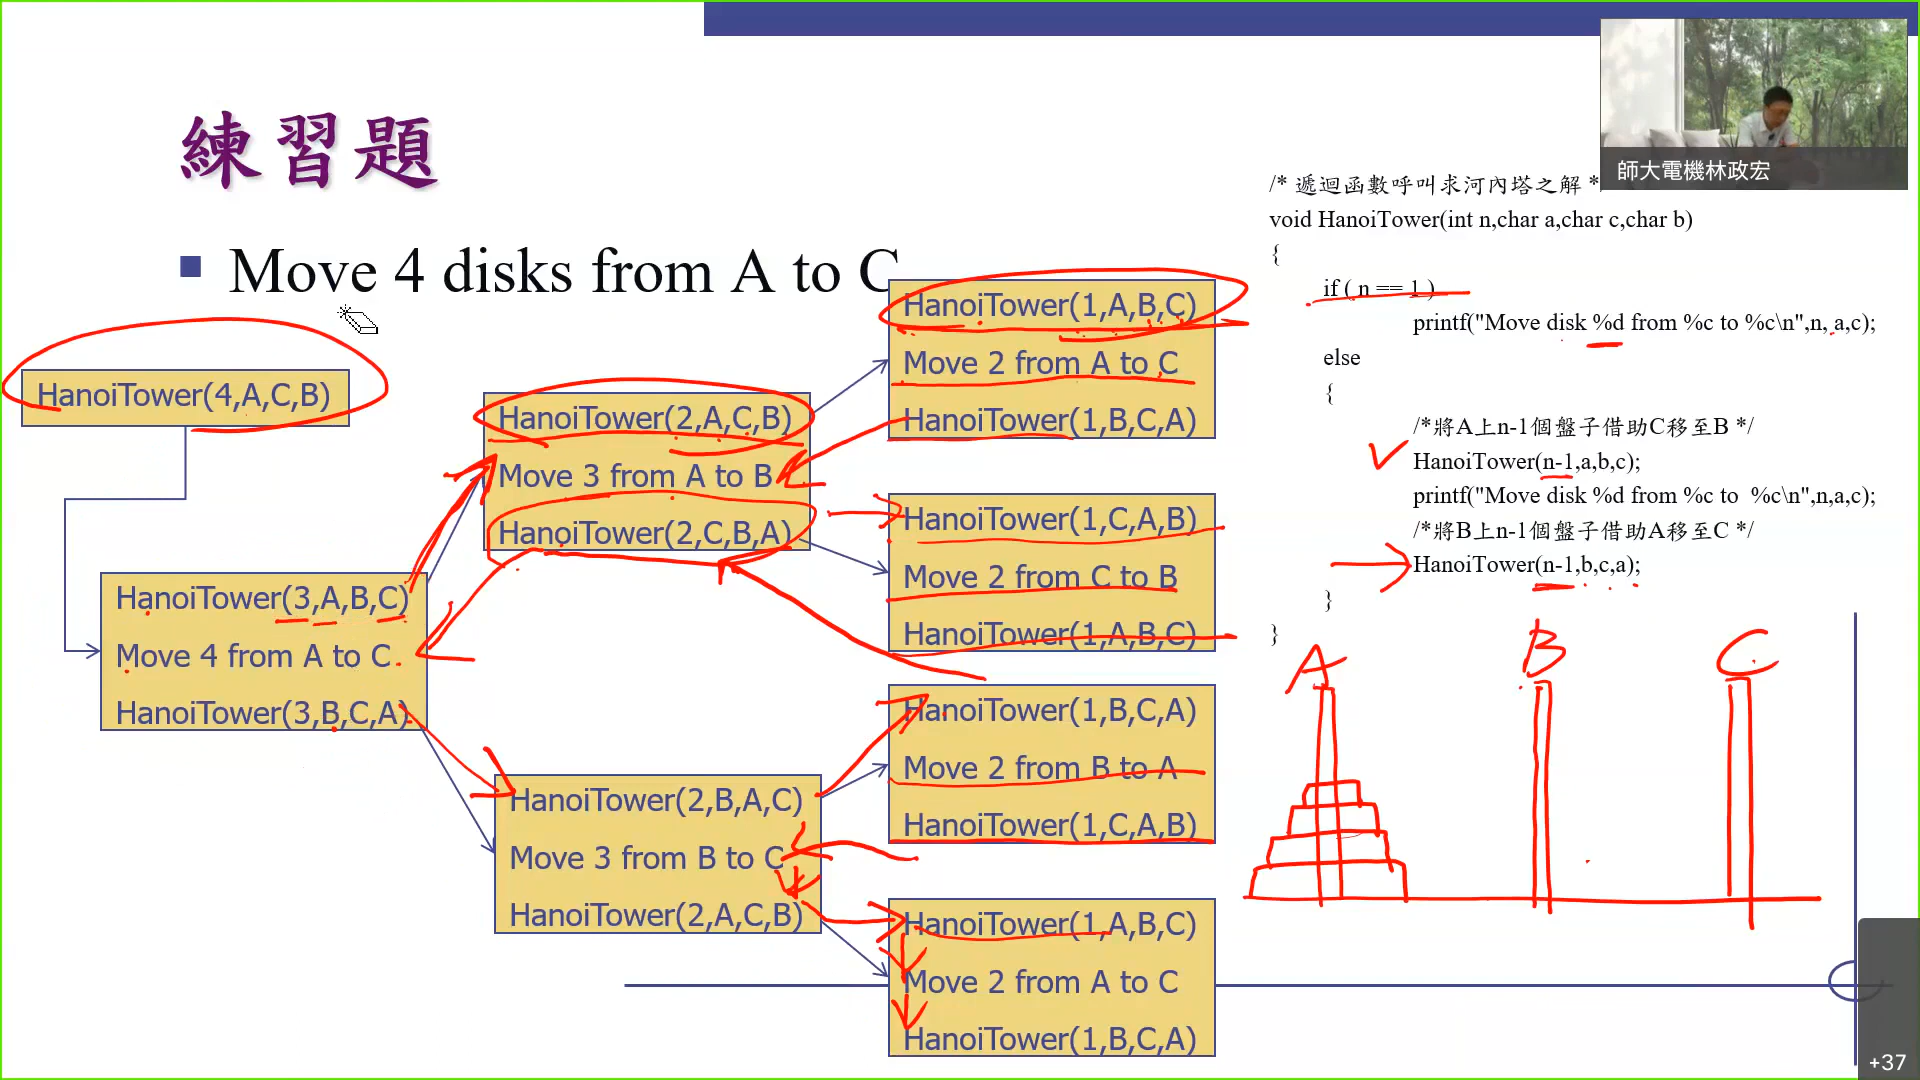 練習題
Move 4 disks from A to C
HanoiTower(4,A,C,B)
HanoiTower(3,A,B,C)
Move 4 from A to C
HanoiTower(3,B,C,A)
HanoiTower(2,A,C,B)
Move 3 from A to B
HanoiTower(2,C,B,A)
HanoiTower(2,B,A,C)
Move 3 from B to C
HanoiTower(2,A,C,B)
HanoiTower(1,A,B,C)
Move 2 from A to C
HanoiTower(1,B,C,A)
HanoiTower(1,C,A,B)
Move 2 from C to B
HanoiTower(1,A,B,C)
HanoiTower(1,B,C,A)
Move 2 from B to A
HanoiTower(1,C,A,B)
HanoiTower(1,A,B,C)
Move 2 from A to C
HanoiTower(1,B,C,A)
師大電機林政宏
/* 遞迴函數呼叫求河內塔之解 *
void HanoiTower(int n,char a,char c,char b)
{
if ( n == 1 )
printf("Move disk %d from %c to %c\n",n, a,c);
else
{
/*將A上n-1個盤子借助C移至B */
HanoiTower(n-1,a,b,c);
printf("Move disk %d from %c to  %c\n",n,a,c);
/*將B上n-1個盤子借助A移至C */
HanoiTower(n-1,b,c,a);
}
}
A B C
+37